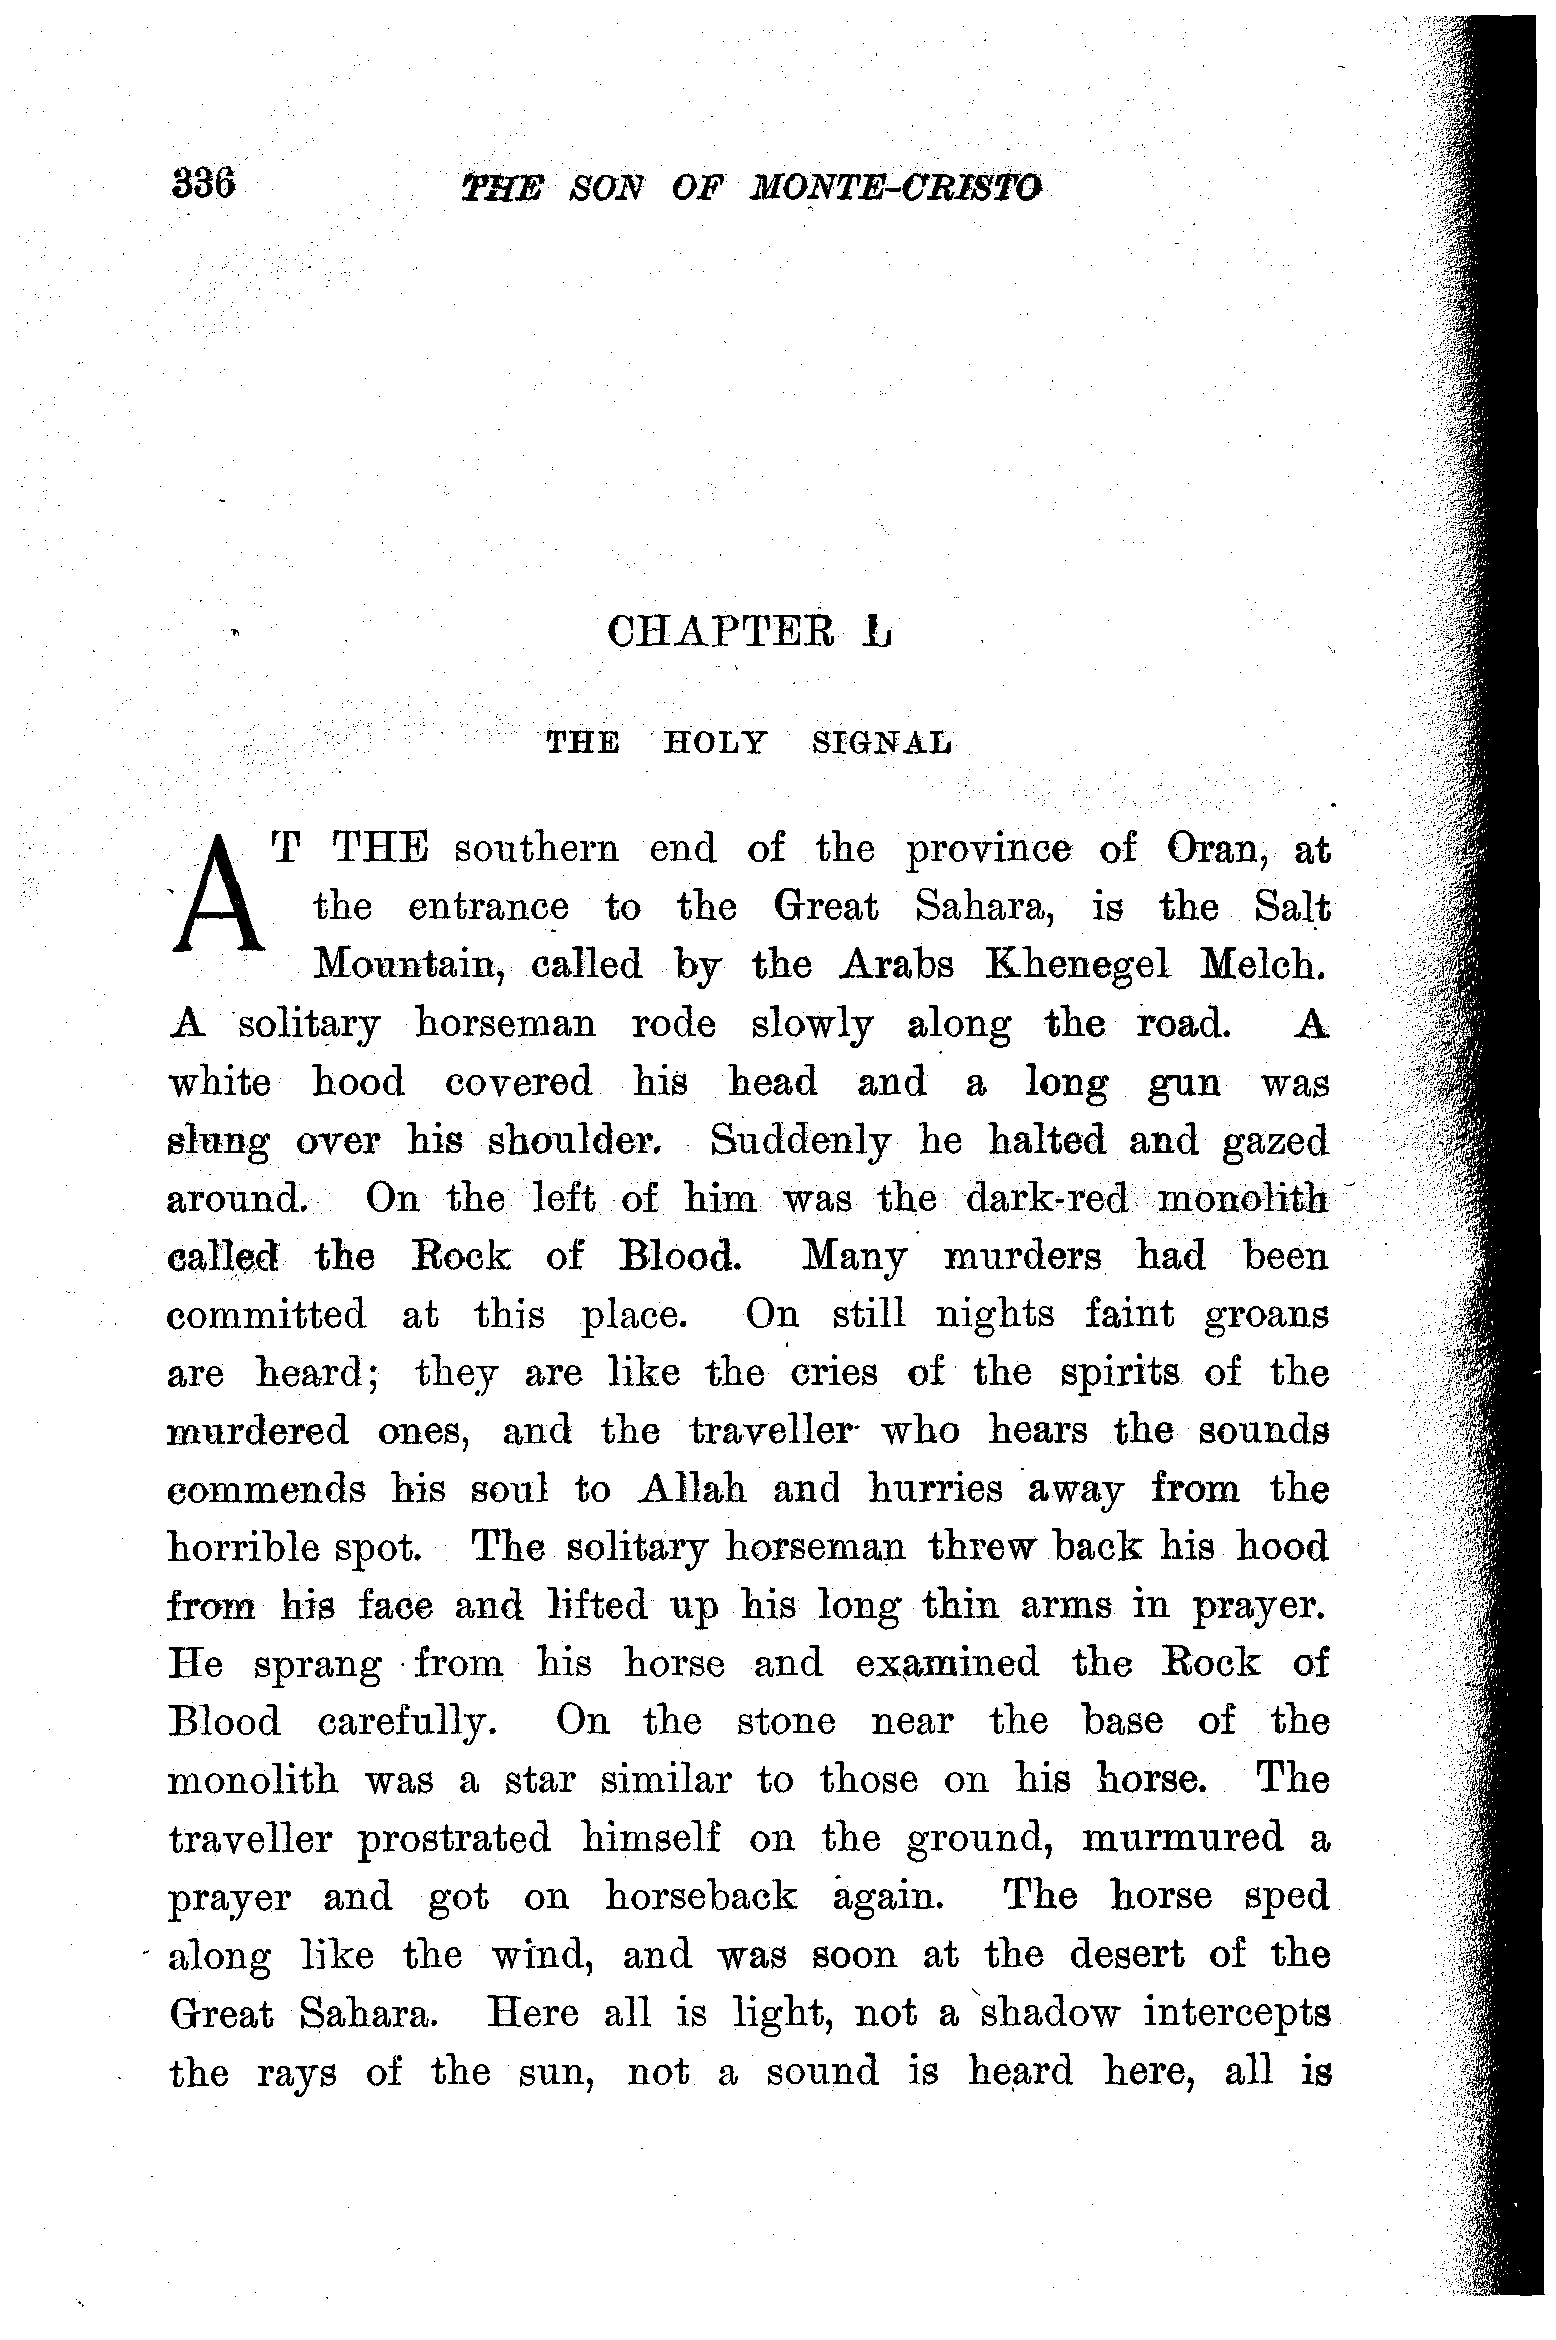 336 THE SON OF MONTE-CRISTO
CHAPTER L
THE HOLY SIGNAL
AT THE southern end of the province of Oran, at
the entrance to the Great Sahara, is the Salt
Mountain, called by the Arabs Khenegel Melch.
A solitary horseman rode slowly along the road. A
white hood covered his head and a long gun was
slung over his shoulder. Suddenly he halted and gazed
around. On the left of him was the dark-red monolith
called the Rock of Blood. Many murders had been
committed at this place. On still nights faint groans
are heard; they are like the cries of the spirits of the
murdered ones, and the traveller who hears the sounds
commends his soul to Allah and hurries away from the
horrible spot. The solitary horseman threw back his hood
from his face and lifted up his long thin arms in prayer.
He sprang from his horse and examined the Rock of
Blood carefully. On the stone near the base of the
monolith was a star similar to those on his horse. The
traveller prostrated himself on the ground, murmured a
prayer and got on horseback again. The horse sped
along like the wind, and was soon at the desert of the
Great Sahara. Here all is light, not a shadow intercepts
the rays of the sun, not a sound is heard here, all is